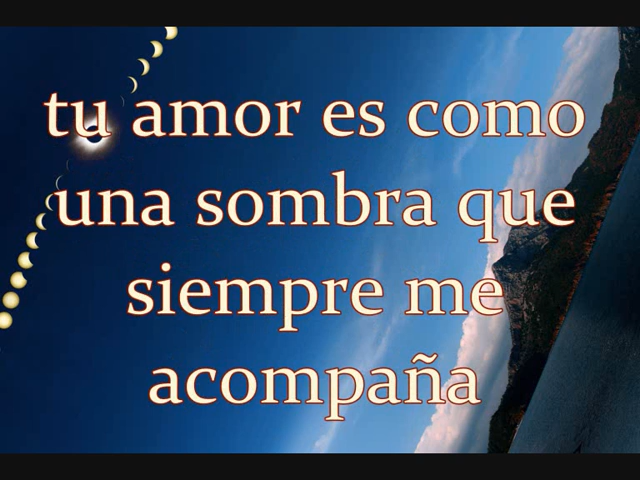 tu amor es como
una sombra que
siempre me
acompaña